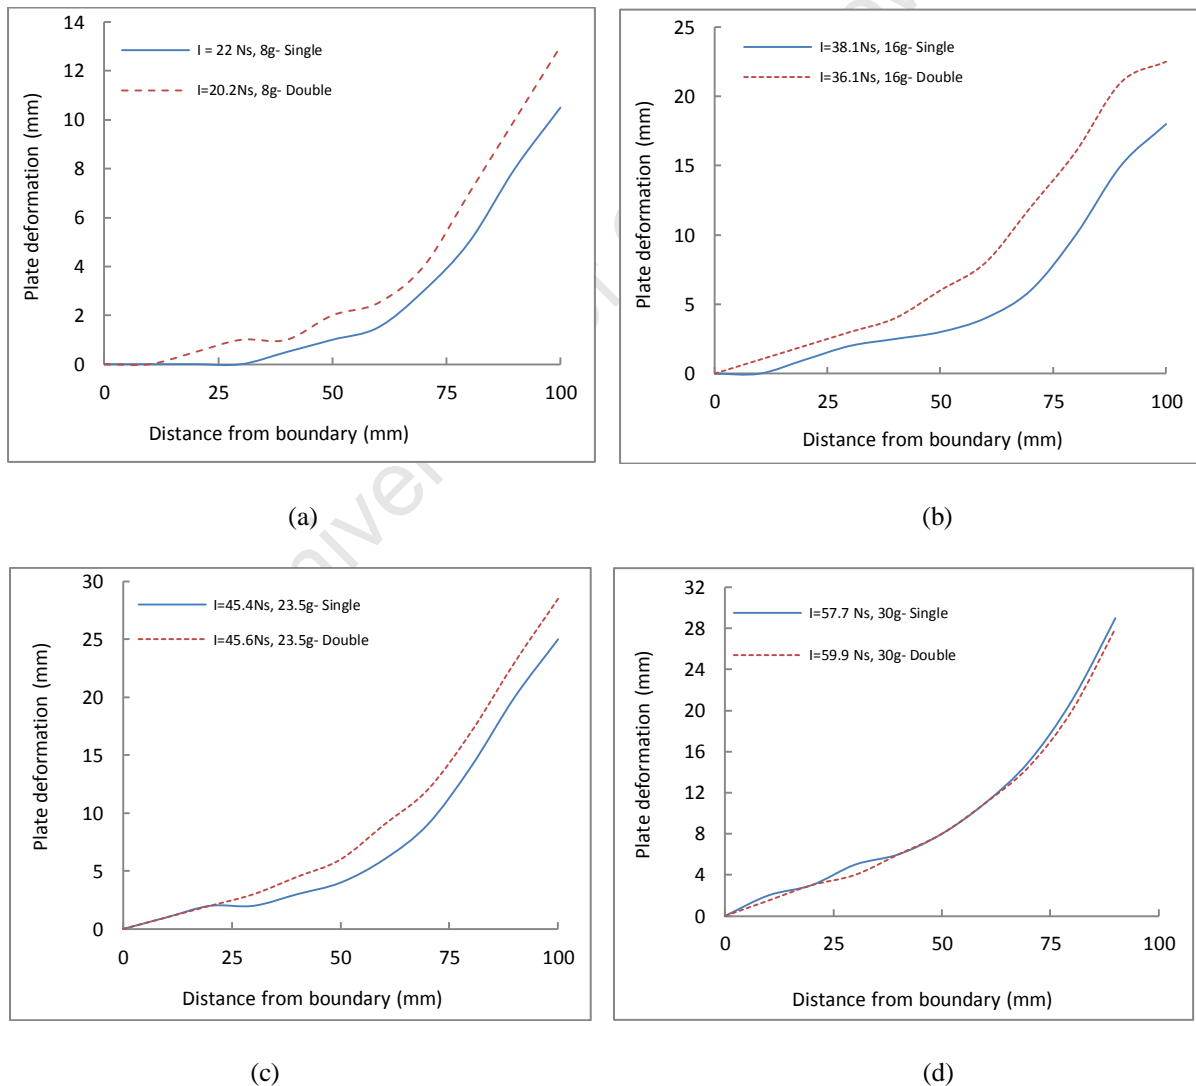 14
12
10
8
6
4
2
0
I = 22 Ns, 8g- Single
I=20.2Ns, 8g- Double
Plate deformation (mm)
0 25 50 75 100
Distance from boundary (mm)
(a)
25
20
15
10
5
0
I=38.1Ns, 16g- Single
I=36.1Ns, 16g- Double
Plate deformation (mm)
0 25 50 75 100
Distance from boundary (mm)
(b)
30
25
20
15
10
5
0
I=45.4Ns, 23.5g- Single
I=45.6Ns, 23.5g- Double
Plate deformation (mm)
0 25 50 75 100
Distance from boundary (mm)
(c)
32
28
24
20
16
12
8
4
0
I=57.7 Ns, 30g- Single
I=59.9 Ns, 30g- Double
Plate deformation (mm)
0 25 50 75 100
Distance from boundary (mm)
(d)